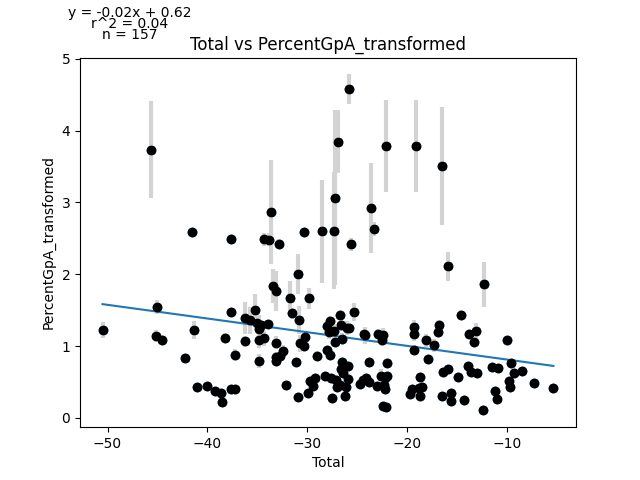 y = -0.02x + 0.62
r^2 = 0.04
n = 157
Total vs PercentGpA_transformed
5
4
3
2
1
0
PercentGpA_transformed
−50 −40 −30 −20 −10
Total